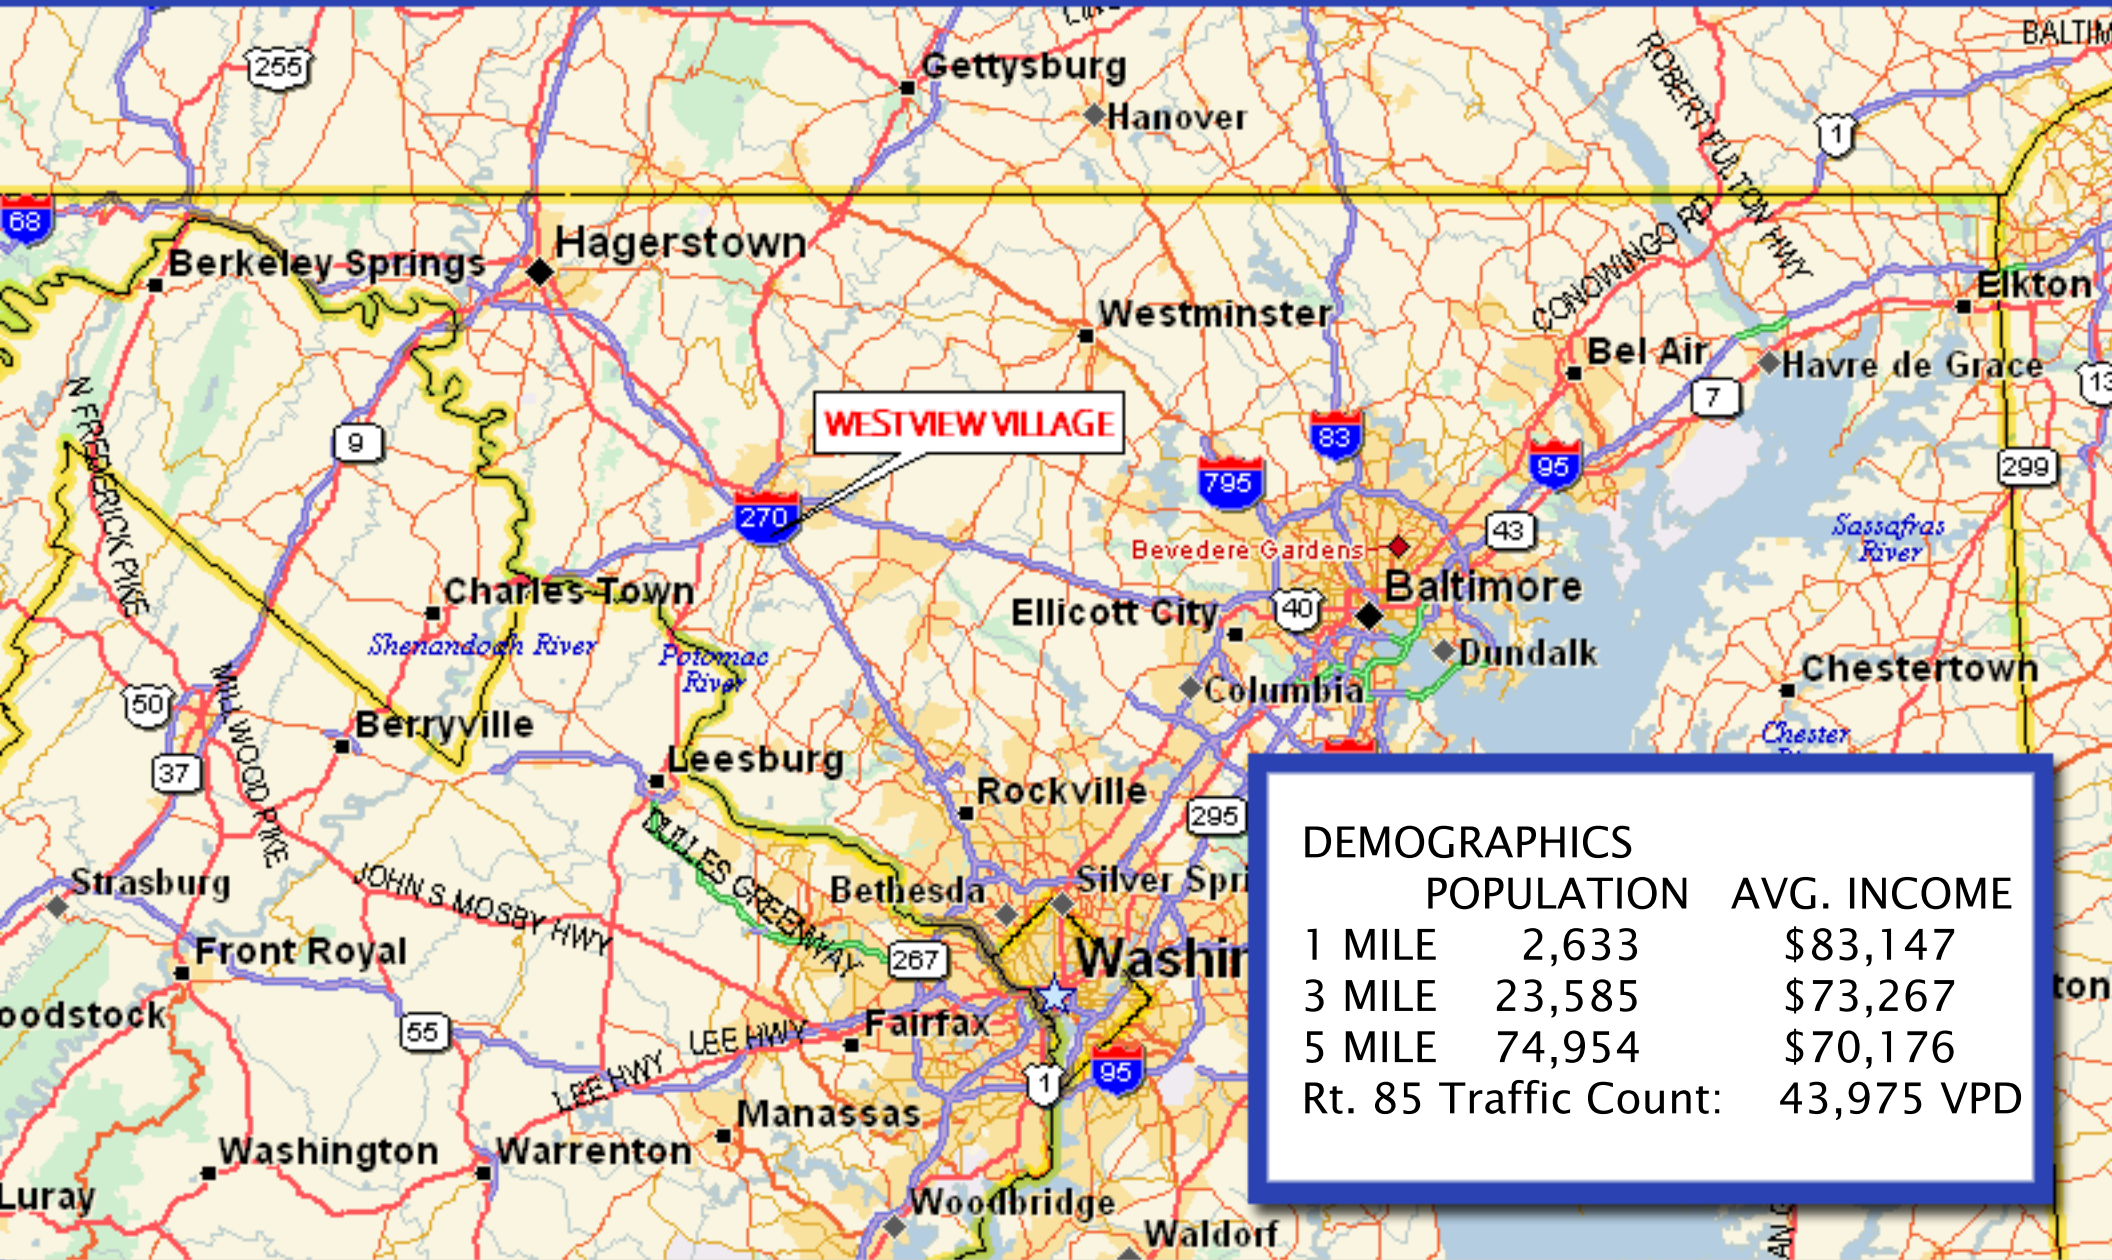 BALTIM
255
Gettysburg
Hanover
ROBERT FULTON HWY
1
68
Hagerstown
Berkeley Springs
CONOWINGO RD
Elkton
Westminster
Bel Air
Havre de Grace
7
13
N FREDERICK PIKE
WESTVIEW VILLAGE
9
83
95
795
299
270
43
Sassafras
River
Bevedere Gardens
Baltimore
Charles Town
Ellicott City
40
Shenandoah River
Potomac
River
Dundalk
Chestertown
Columbia
50
MILLWOOD PIKE
Berryville
Chester
37
Leesburg
Rockville
295
DULLES GREENWAY
Strasburg
JOHN S MOSBY HWY
Bethesda
Silver Spri
Front Royal
267
Washin
oodstock
ton
55
LEE HWY
Fairfax
LEE HWY
1
95
Manassas
Washington
Warrenton
Luray
Woodbridge
Waldorf
DEMOGRAPHICS
POPULATION AVG. INCOME
1 MILE 2,633 $83,147
3 MILE 23,585 $73,267
5 MILE 74,954 $70,176
Rt. 85 Traffic Count: 43,975 VPD